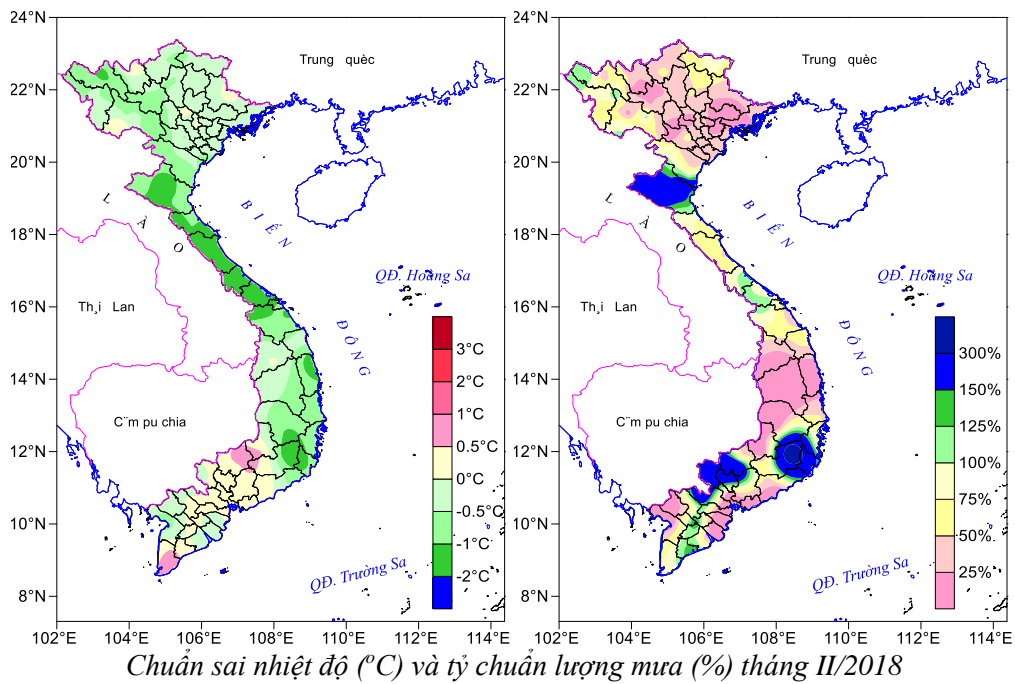 24°N
22°N
20°N
18°N
16°N
14°N
12°N
10°N
8°N
102°E 104°E 106°E 108°E 110°E 112°E 114°E
Trung quèc
LÀO
BIỂN
ĐÔNG
QĐ. Hoàng Sa
Th¸i Lan
C¨m pu chia
QĐ. Trường Sa
3°C
2°C
1°C
0.5°C
0°C
-0.5°C
-1°C
-2°C
24°N
22°N
20°N
18°N
16°N
14°N
12°N
10°N
8°N
102°E 104°E 106°E 108°E 110°E 112°E 114°E
Trung quèc
LÀO
BIỂN
ĐÔNG
QĐ. Hoàng Sa
Th¸i Lan
C¨m pu chia
QĐ. Trường Sa
300%
150%
125%
100%
75%
50%
25%
Chuẩn sai nhiệt độ (°C) và tỷ chuẩn lượng mưa (%) tháng II/2018